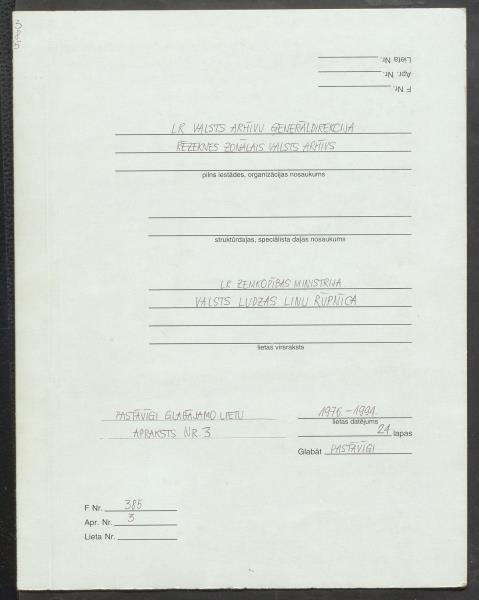 Lieta Nr.
Apr. Nr.
F Nr.
LR VALSTS ARHĪVU ĢENERĀLDIREKCIJA
RĒZEKNES ZONĀLAIS VALSTS ARHĪVS
pilns iestādes, organizācijas nosaukums
struktūrdaļas, speciālista daļas nosaukums
LR ZEMKOPĪBAS MINISTRIJA
VALSTS LUDZAS LINU RŪPNĪCA
lietas virsraksts
PASTĀVĪGI GLABĀJAMO LIETU
APRAKSTS NR.3
1976-1991
lietas datējums
21 lapas
Glabāt PASTĀVĪGI
F Nr. 385
Apr. Nr. 3
Lieta Nr.